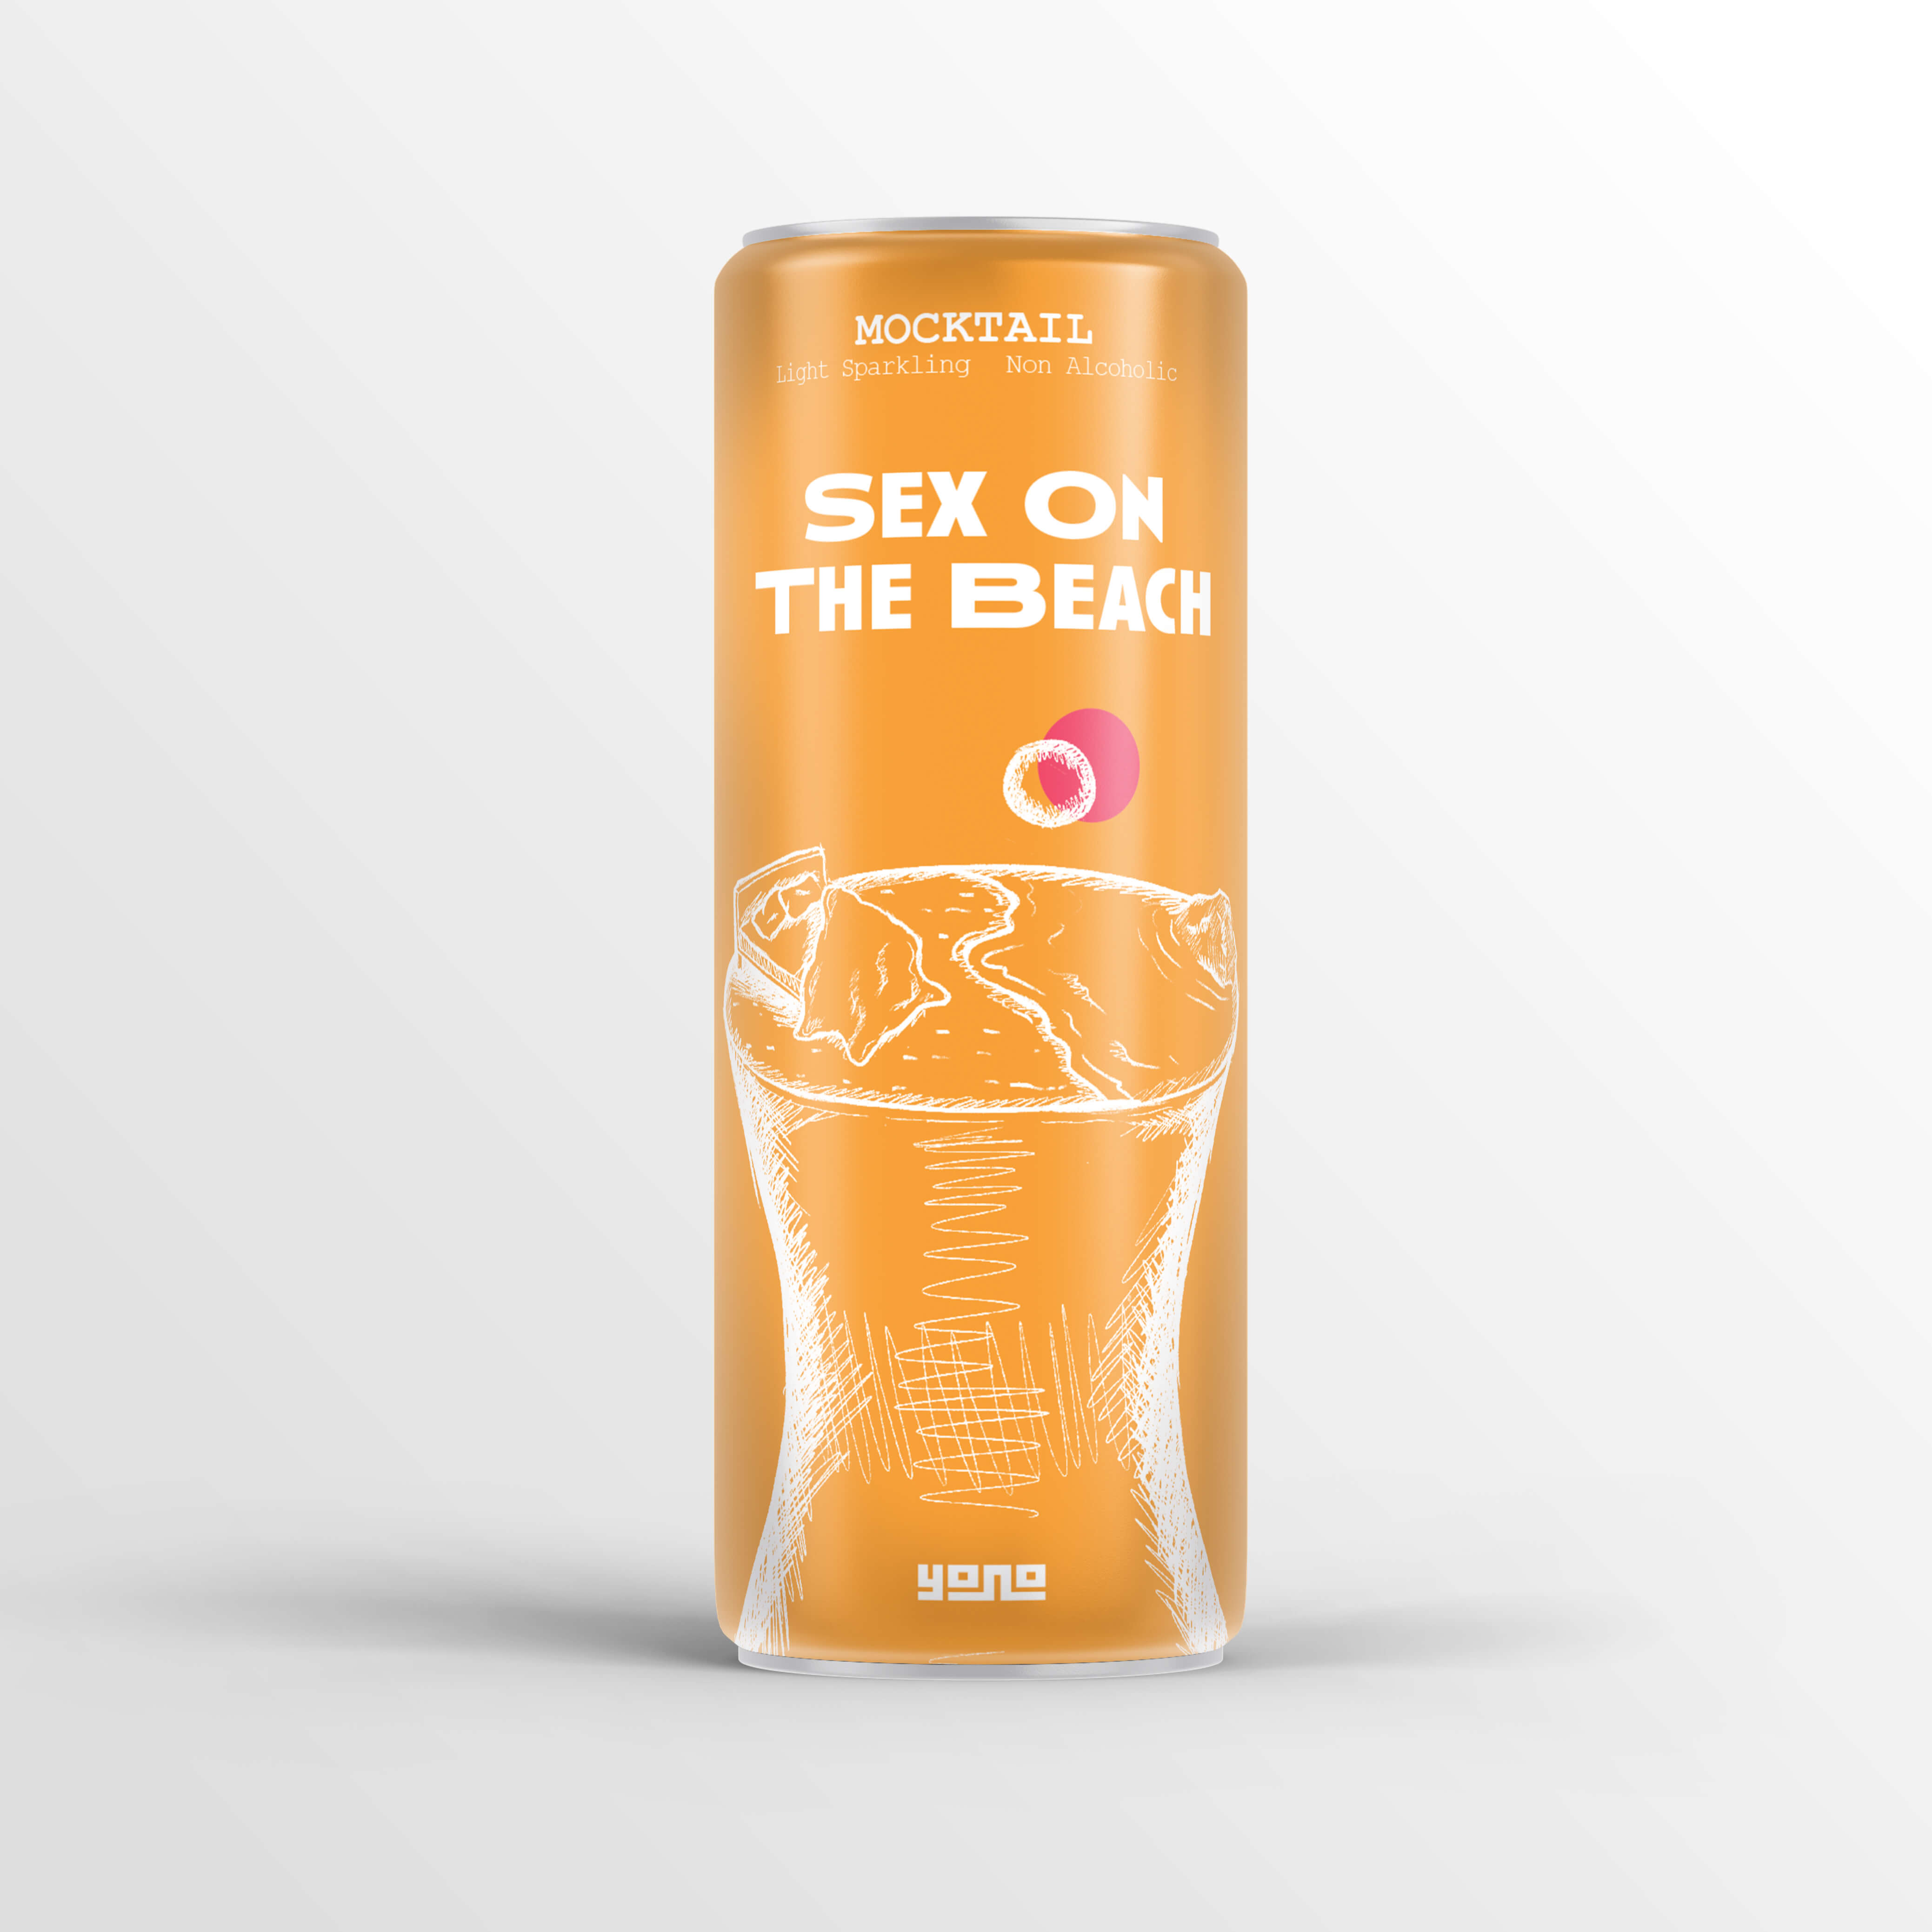 MOCKTAIL
Light Sparkling Non Alcoholic
SEX ON
THE BEACH
yono